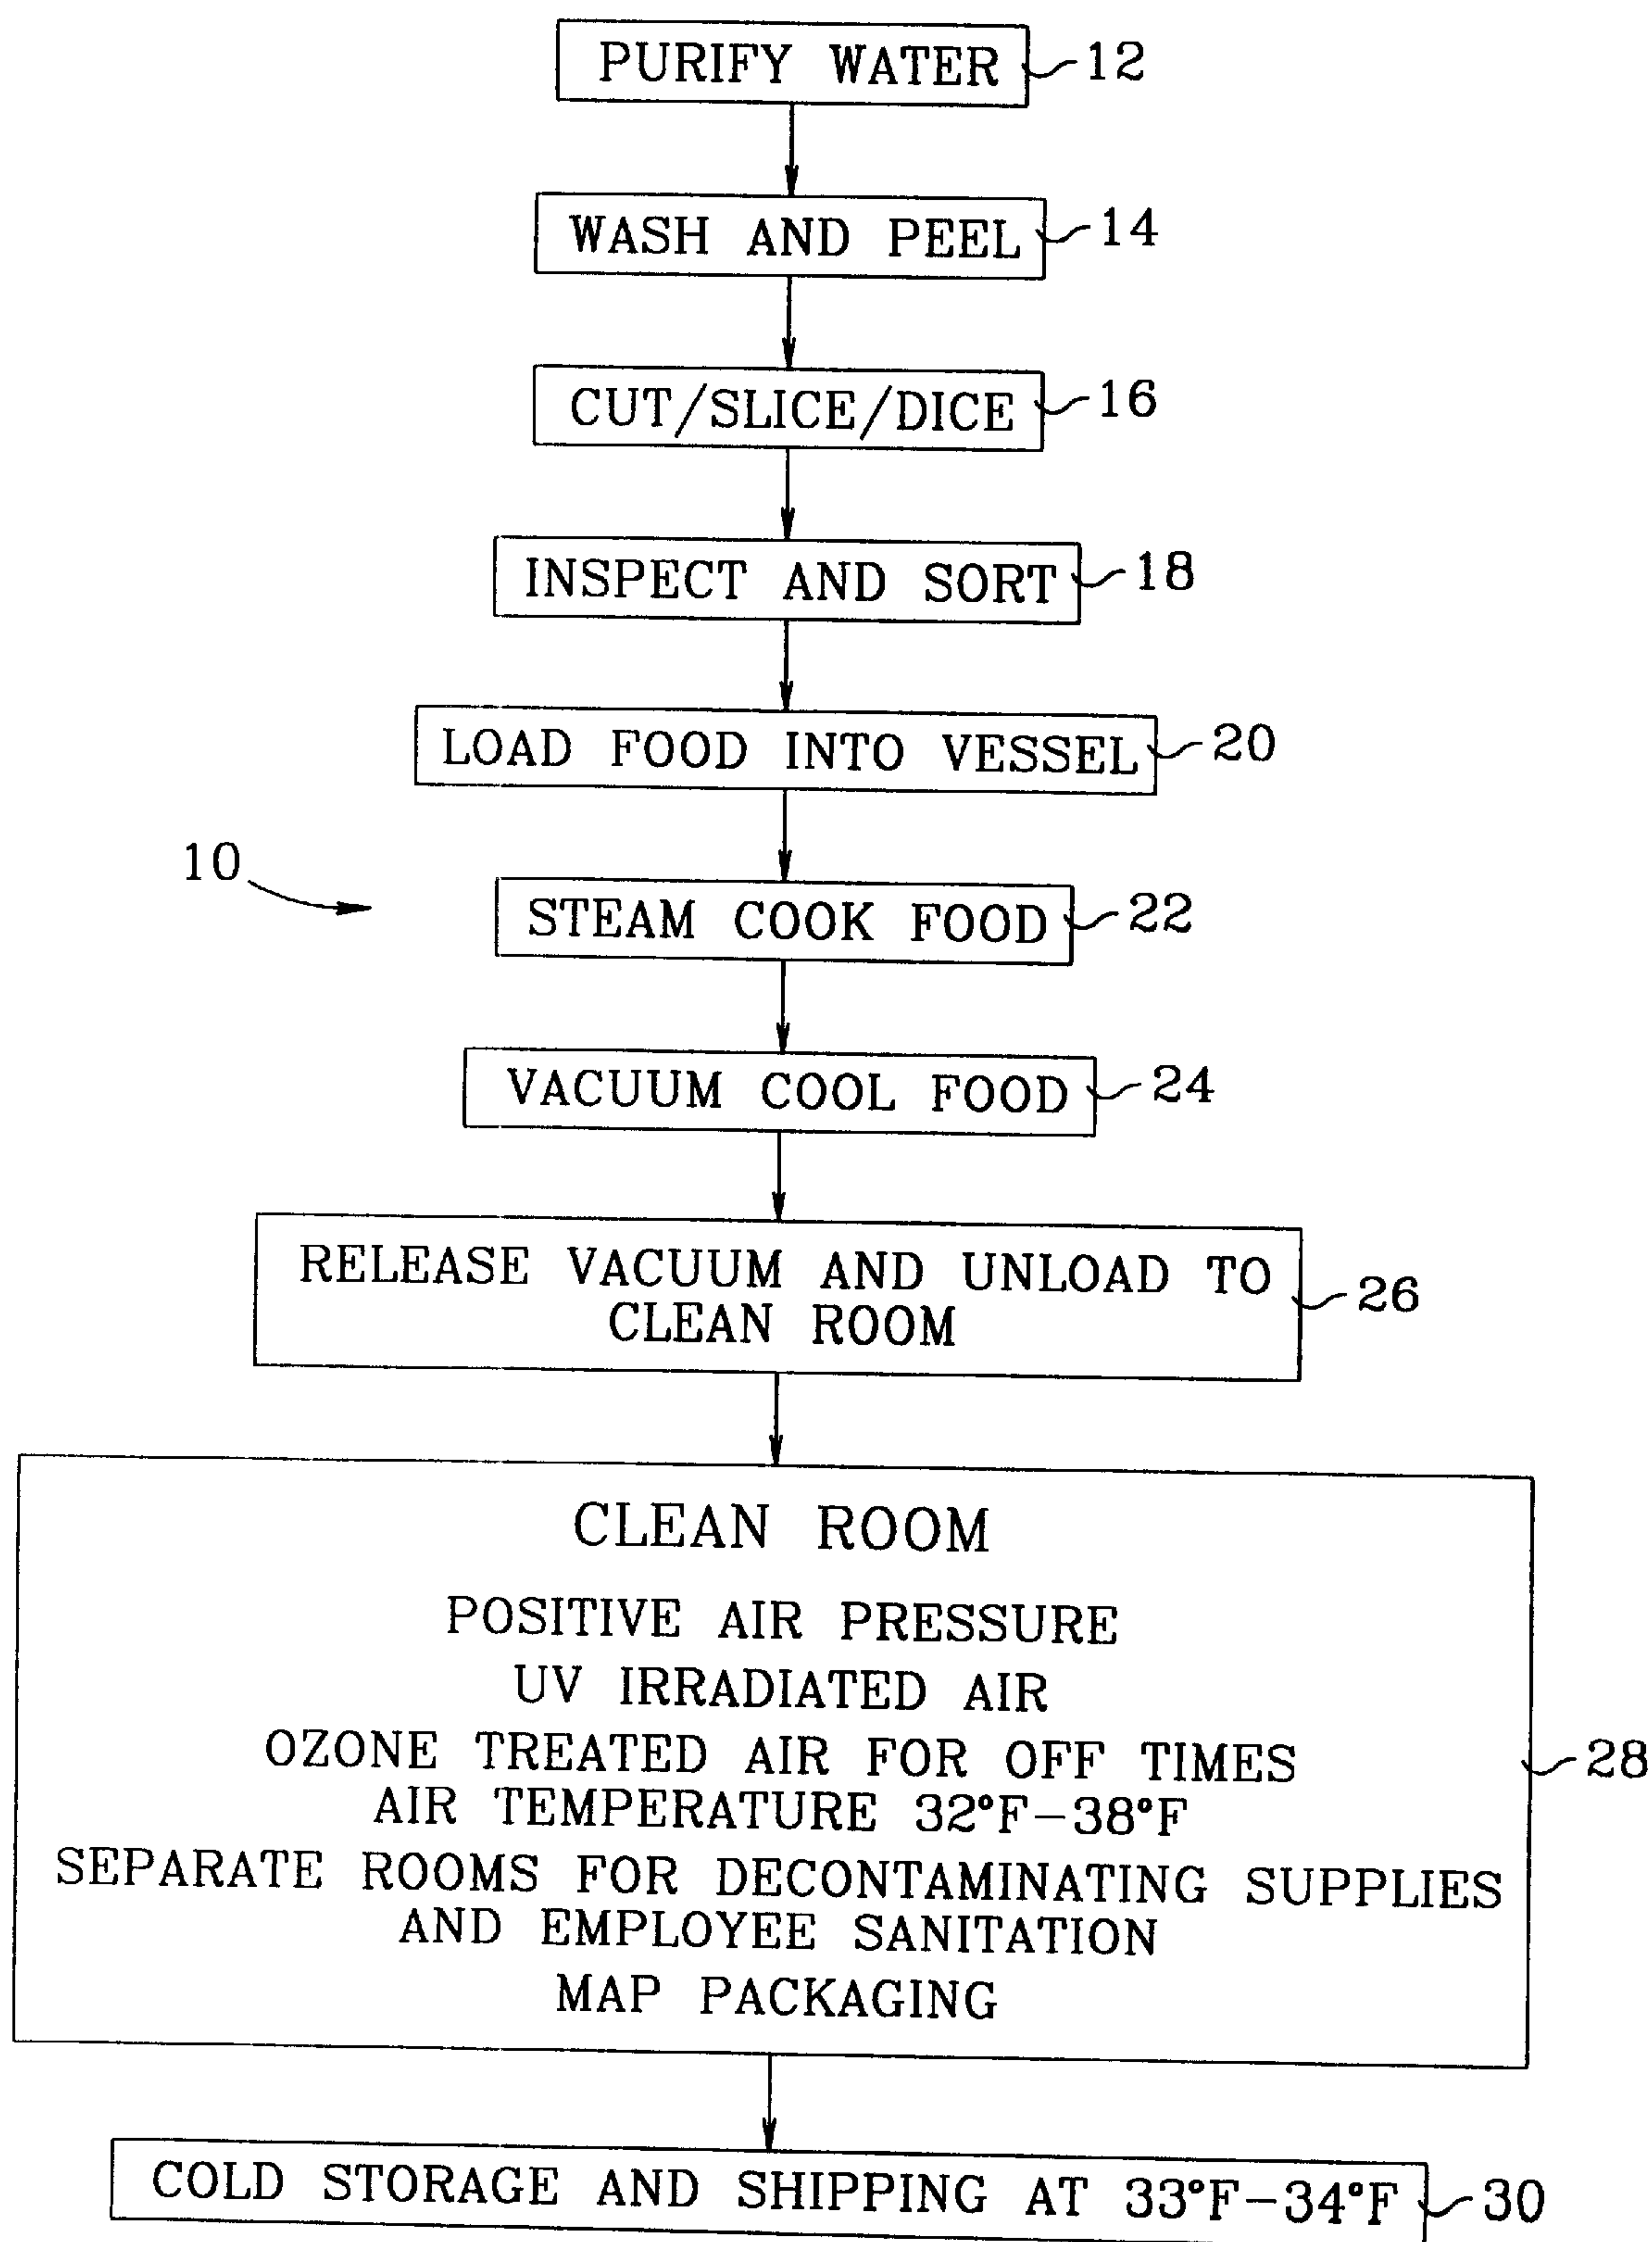 PURIFY WATER 12
WASH AND PEEL 14
CUT/SLICE/DICE 16
INSPECT AND SORT 18
LOAD FOOD INTO VESSEL 20
10
STEAM COOK FOOD 22
VACUUM COOL FOOD 24
RELEASE VACUUM AND UNLOAD TO
CLEAN ROOM
26
CLEAN ROOM
POSITIVE AIR PRESSURE
UV IRRADIATED AIR
OZONE TREATED AIR FOR OFF TIMES
28
AIR TEMPERATURE 32°F-38°F
SEPARATE ROOMS FOR DECONTAMINATING SUPPLIES
AND EMPLOYEE SANITATION
MAP PACKAGING
COLD STORAGE AND SHIPPING AT 33°F-34°F 30